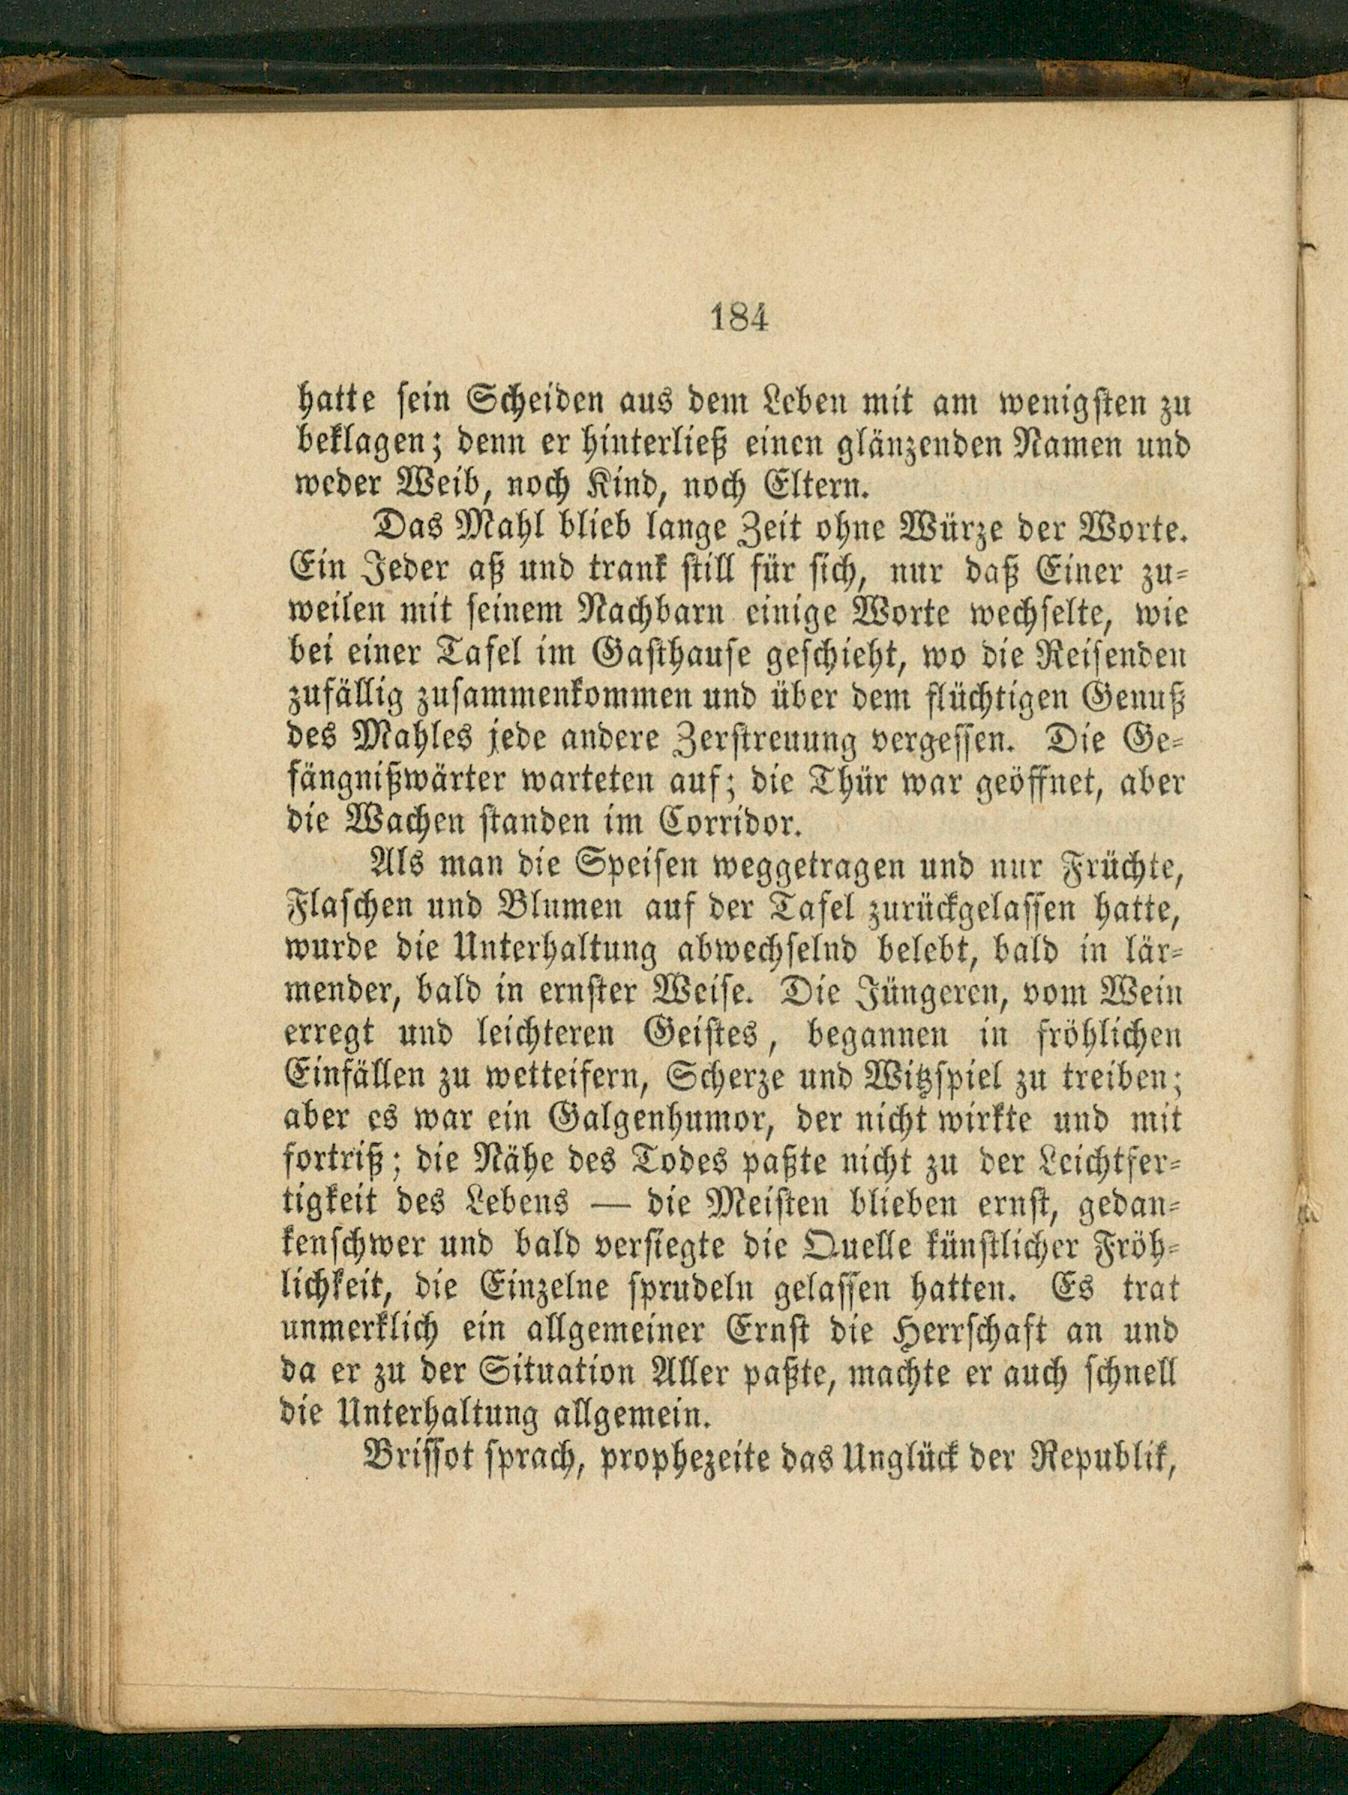 184
hatte sein Scheiden aus dem Leben mit am wenigsten zu
beklagen; denn er hinterließ einen glänzenden Namen und
weder Weib, noch Kind, noch Eltern.
Das Mahl blieb lange Zeit ohne Würze der Worte.
Ein Jeder aß und trank still für sich, nur daß Einer zu-
weilen mit seinem Nachbarn einige Worte wechselte, wie
bei einer Tafel im Gasthause geschieht, wo die Reisenden
zufällig zusammenkommen und über dem flüchtigen Genuß
des Mahles jede andere Zerstreuung vergessen. Die Ge-
fängnißwärter warteten auf; die Thür war geöffnet, aber
die Wachen standen im Corridor.
Als man die Speisen weggetragen und nur Früchte,
Flaschen und Blumen auf der Tafel zurückgelassen hatte,
wurde die Unterhaltung abwechselnd belebt, bald in lär-
mender, bald in ernster Weise. Die Jüngeren, vom Wein
erregt und leichteren Geistes, begannen in fröhlichen
Einfällen zu wetteifern, Scherze und Witzspiel zu treiben;
aber es war ein Galgenhumor, der nicht wirkte und mit
fortriß; die Nähe des Todes paßte nicht zu der Leichtfer-
tigkeit des Lebens — die Meisten blieben ernst, gedan-
kenschwer und bald versiegte die Quelle künstlicher Fröh-
lichkeit, die Einzelne sprudeln gelassen hatten. Es trat
unmerklich ein allgemeiner Ernst die Herrschaft an und
da er zu der Situation Aller paßte, machte er auch schnell
die Unterhaltung allgemein.
Brissot sprach, prophezeite das Unglück der Republik,